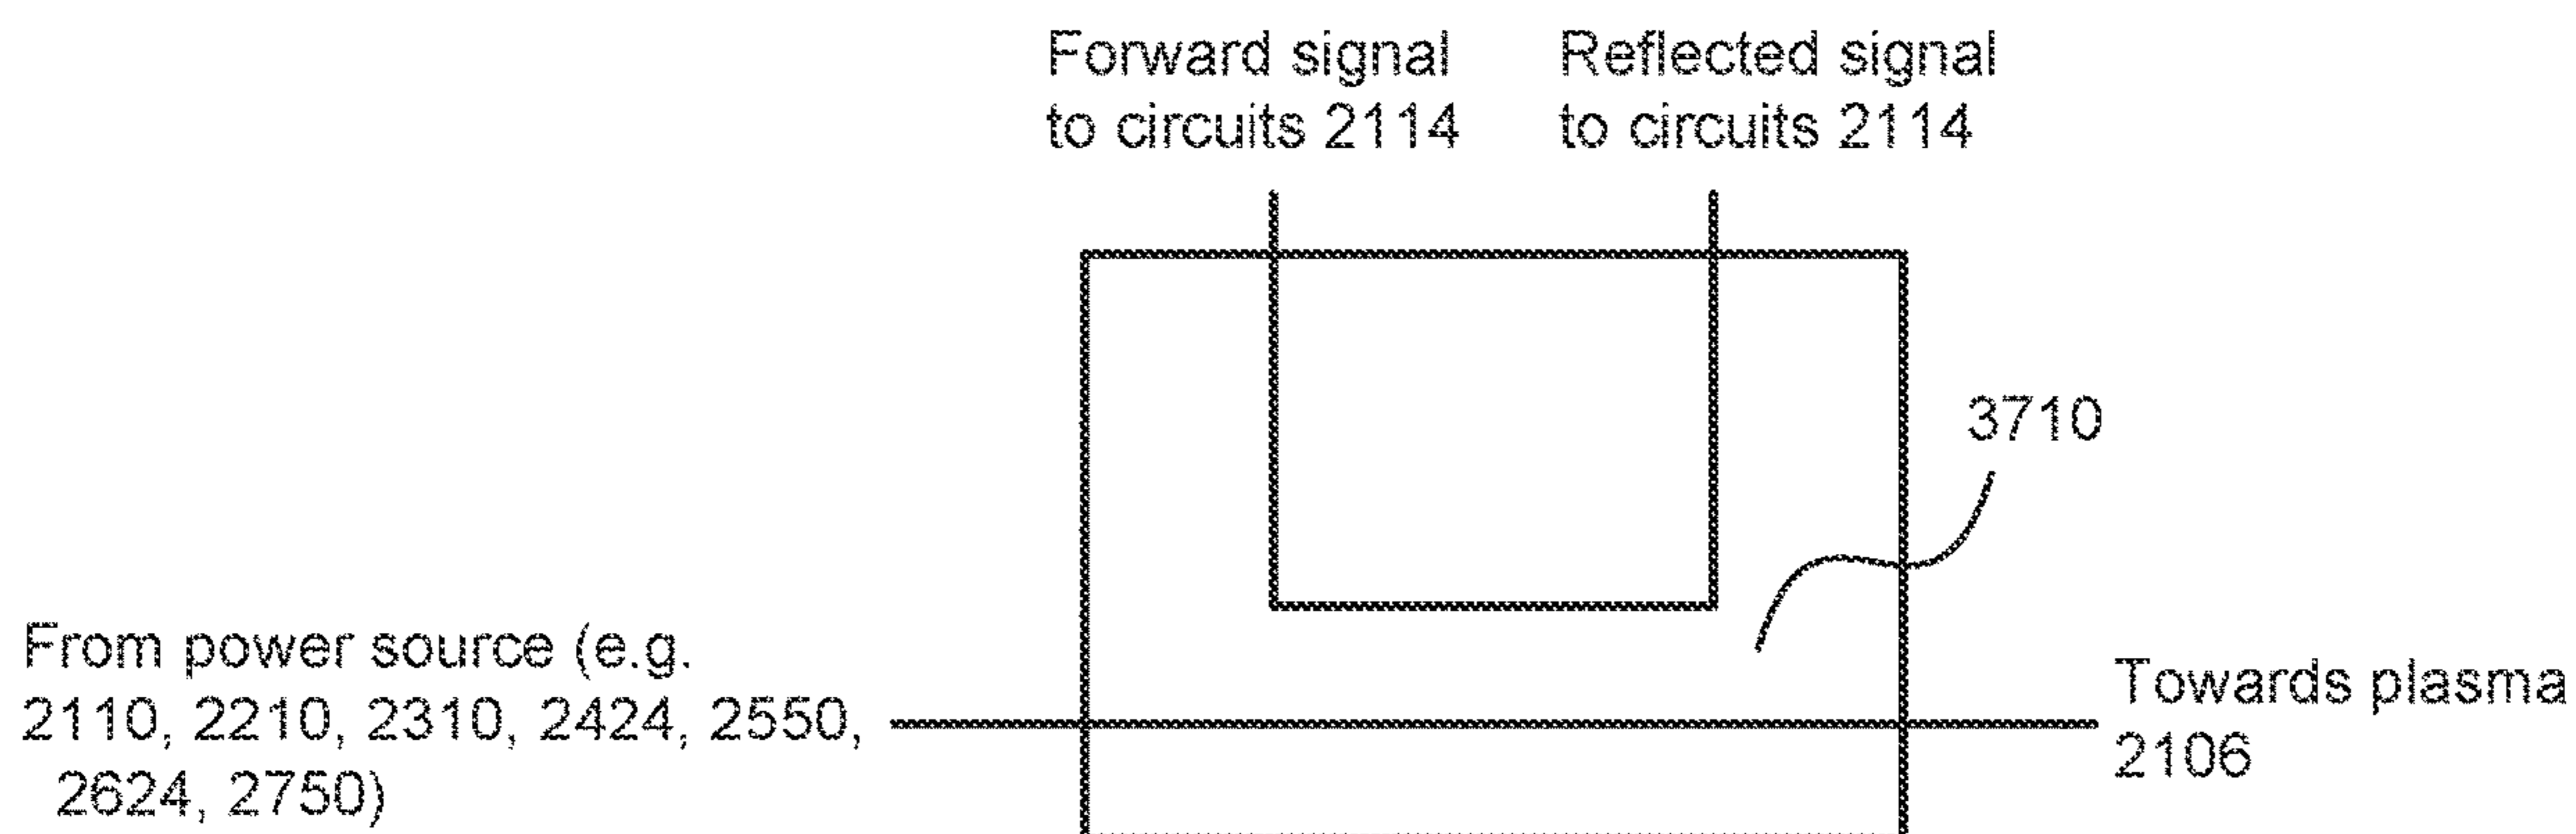 Forward signal
to circuits 2114
Reflected signal
to circuits 2114
3710
From power source (e.g.
2110, 2210, 2310, 2424, 2550,
2624, 2750)
Towards plasma
2106